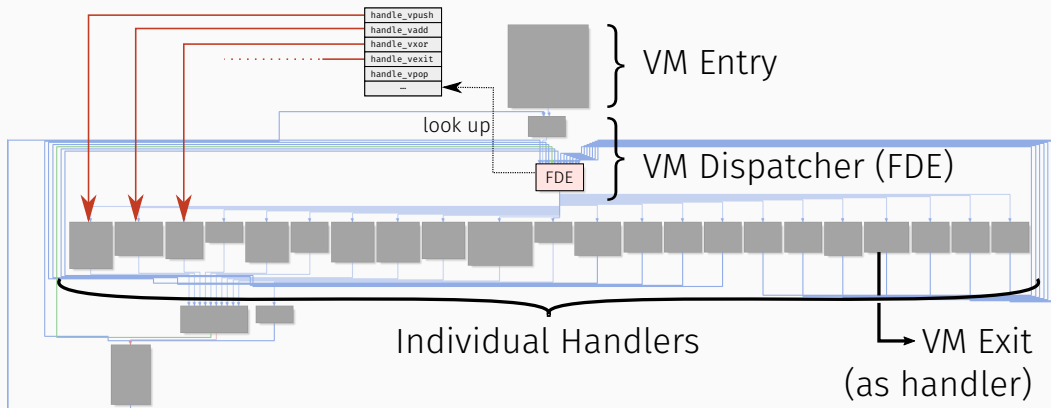 handle_vpush
handle_vadd
handle_vxor
handle_vexit
handle_vpop
…
VM Entry
look up
VM Dispatcher (FDE)
FDE
Individual Handlers
VM Exit
(as handler)